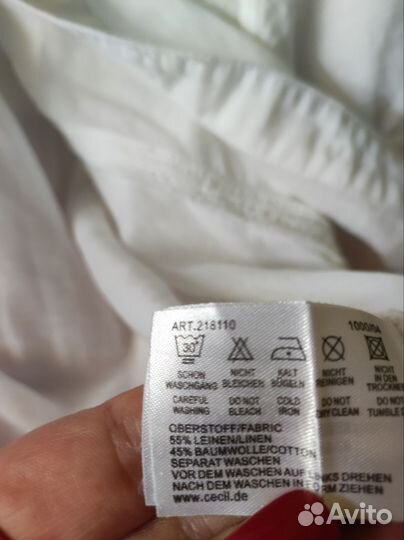 ART.218110 1000/04
30°
SCHON WASCHGANG NICHT BLEICHEN KALT BÜGELN NICHT REINIGEN NICHT IN DEN TROCKNE
CAREFUL WASHING DO NOT BLEACH COLD IRON DO NOT DRY CLEAN DO NOT TUMBLE D
OBERSTOFF/FABRIC
55% LEINEN/LINEN
45% BAUMWOLLE/COTTON
SEPARAT WASCHEN
VOR DEM WASCHEN AUF LINKS DREHEN
NACH DEM WASCHEN IN FORM ZIEHEN
www.cecil.de
Avito